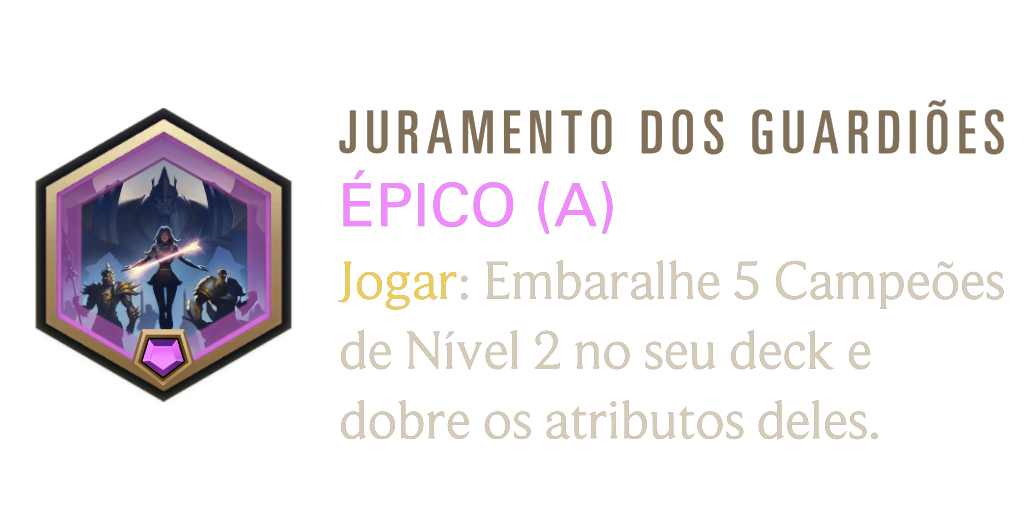 JURAMENTO DOS GUARDIÕES
ÉPICO (A)
Jogar: Embaralhe 5 Campeões
de Nível 2 no seu deck e
dobre os atributos deles.